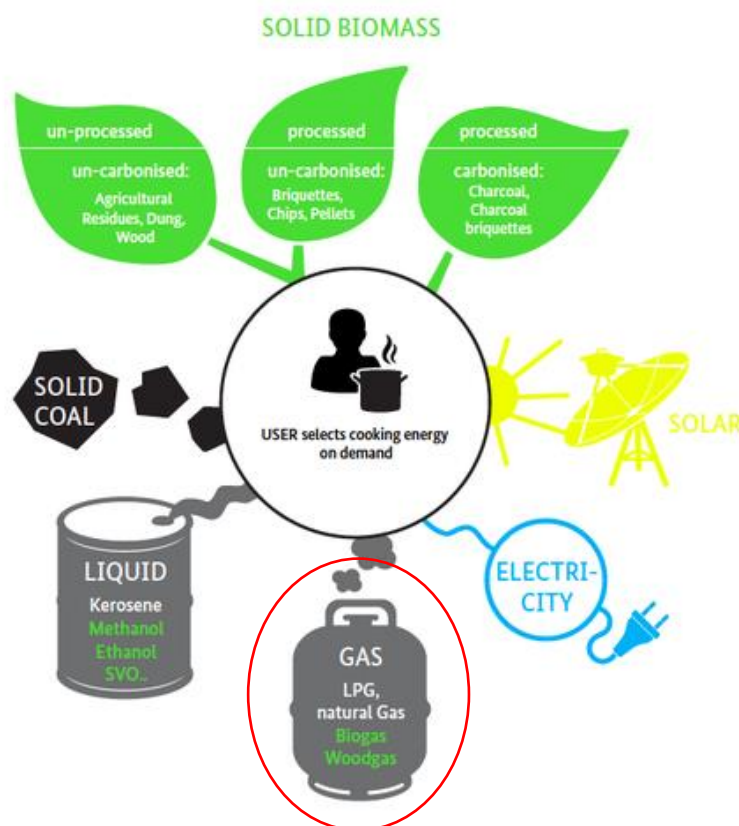 SOLID BIOMASS
un-processed
un-carbonised:
Agricultural
Residues, Dung,
Wood
processed
un-carbonised:
Briquettes,
Chips, Pellets
processed
carbonised:
Charcoal,
Charcoal
briquettes
SOLID
COAL
USER selects cooking energy
on demand
SOLAR
LIQUID
Kerosene
Methanol
Ethanol
SVO..
GAS
LPG,
natural Gas
Biogas
Woodgas
ELECTRI-
CITY